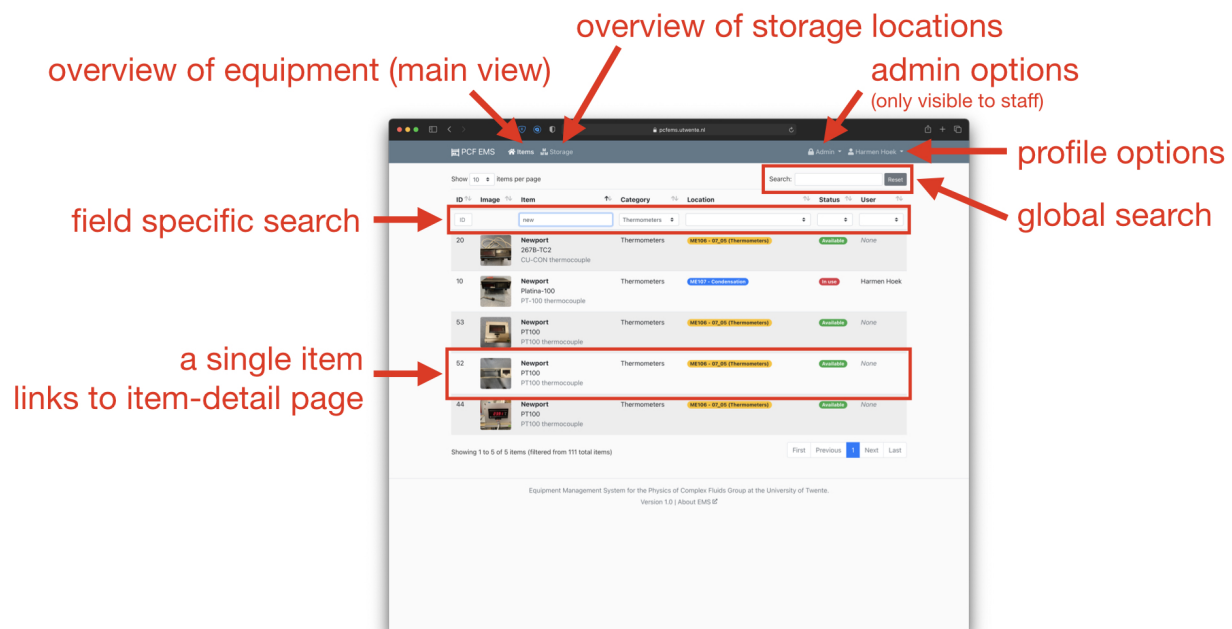 overview of storage locations
overview of equipment (main view)
admin options
(only visible to staff)
pcfems.utwente.nl
PCF EMS Items Storage Admin Harmen Hoek
profile options
Show 10 items per page Search: Reset
global search
ID Image Item Category Location Status User
field specific search
ID new Thermometers
20 Newport Thermometers ME106 - 07_05 (Thermometers) Available None
267B-TC2
CU-CON thermocouple
10 Newport Thermometers ME107 - Condensation In use Harmen Hoek
Platina-100
PT-100 thermocouple
53 Newport Thermometers ME106 - 07_05 (Thermometers) Available None
PT100
PT100 thermocouple
a single item
links to item-detail page
52 Newport Thermometers ME106 - 07_05 (Thermometers) Available None
PT100
PT100 thermocouple
44 Newport Thermometers ME106 - 07_05 (Thermometers) Available None
PT100
PT100 thermocouple
Showing 1 to 5 of 5 items (filtered from 111 total items) First Previous 1 Next Last
Equipment Management System for the Physics of Complex Fluids Group at the University of Twente.
Version 1.0 | About EMS